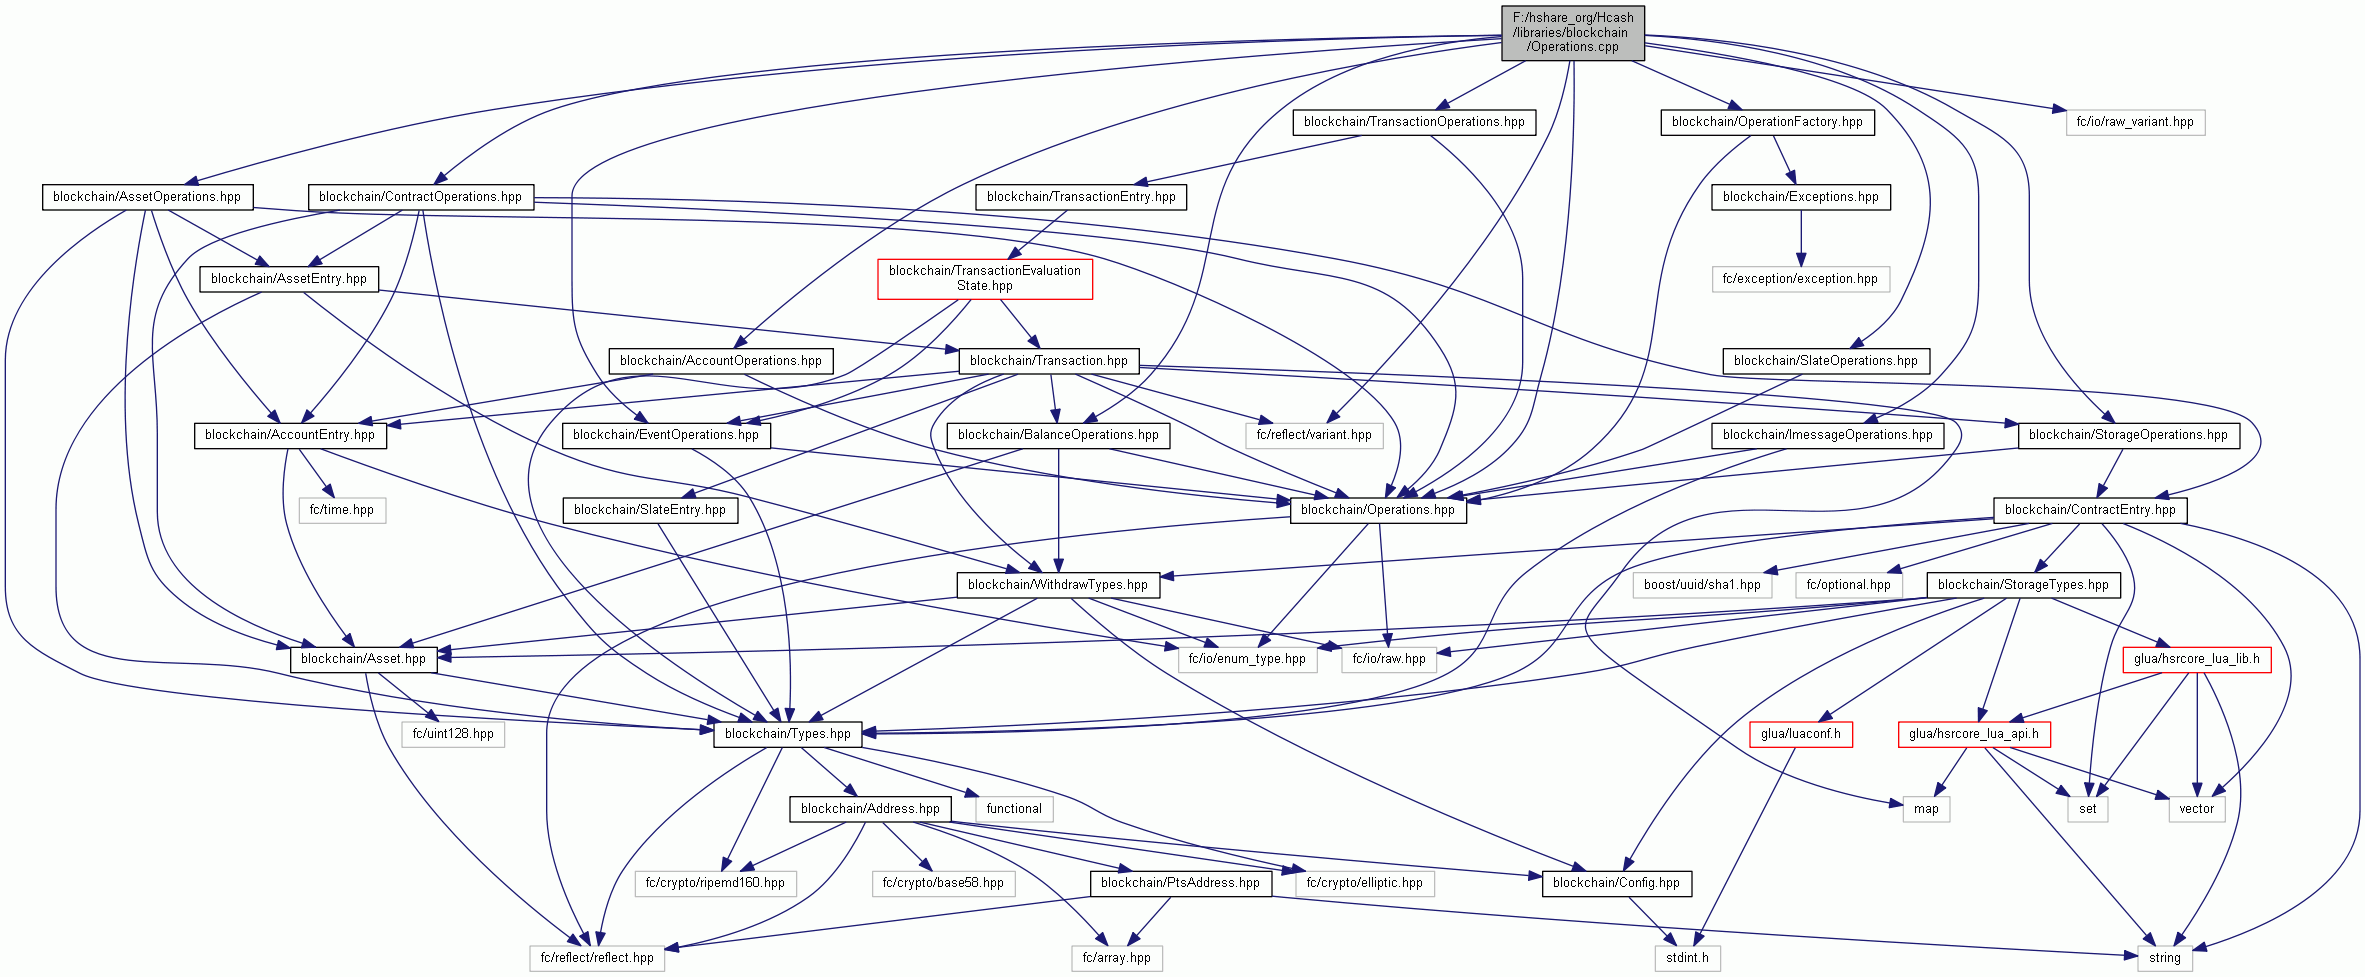 F:/hshare_org/Hcash
/libraries/blockchain
/Operations.cpp
blockchain/TransactionOperations.hpp
blockchain/OperationFactory.hpp
fc/io/raw_variant.hpp
blockchain/AssetOperations.hpp
blockchain/ContractOperations.hpp
blockchain/TransactionEntry.hpp
blockchain/Exceptions.hpp
blockchain/AssetEntry.hpp
blockchain/TransactionEvaluation
State.hpp
fc/exception/exception.hpp
blockchain/AccountOperations.hpp
blockchain/Transaction.hpp
blockchain/SlateOperations.hpp
blockchain/AccountEntry.hpp
blockchain/EventOperations.hpp
blockchain/BalanceOperations.hpp
fc/reflect/variant.hpp
blockchain/ImessageOperations.hpp
blockchain/StorageOperations.hpp
fc/time.hpp
blockchain/SlateEntry.hpp
blockchain/Operations.hpp
blockchain/ContractEntry.hpp
blockchain/WithdrawTypes.hpp
boost/uuid/sha1.hpp
fc/optional.hpp
blockchain/StorageTypes.hpp
blockchain/Asset.hpp
fc/io/enum_type.hpp
fc/io/raw.hpp
glua/hsrcore_lua_lib.h
fc/uint128.hpp
blockchain/Types.hpp
glua/luaconf.h
glua/hsrcore_lua_api.h
blockchain/Address.hpp
functional
map
set
vector
fc/crypto/ripemd160.hpp
fc/crypto/base58.hpp
blockchain/PtsAddress.hpp
fc/crypto/elliptic.hpp
blockchain/Config.hpp
fc/reflect/reflect.hpp
fc/array.hpp
stdint.h
string